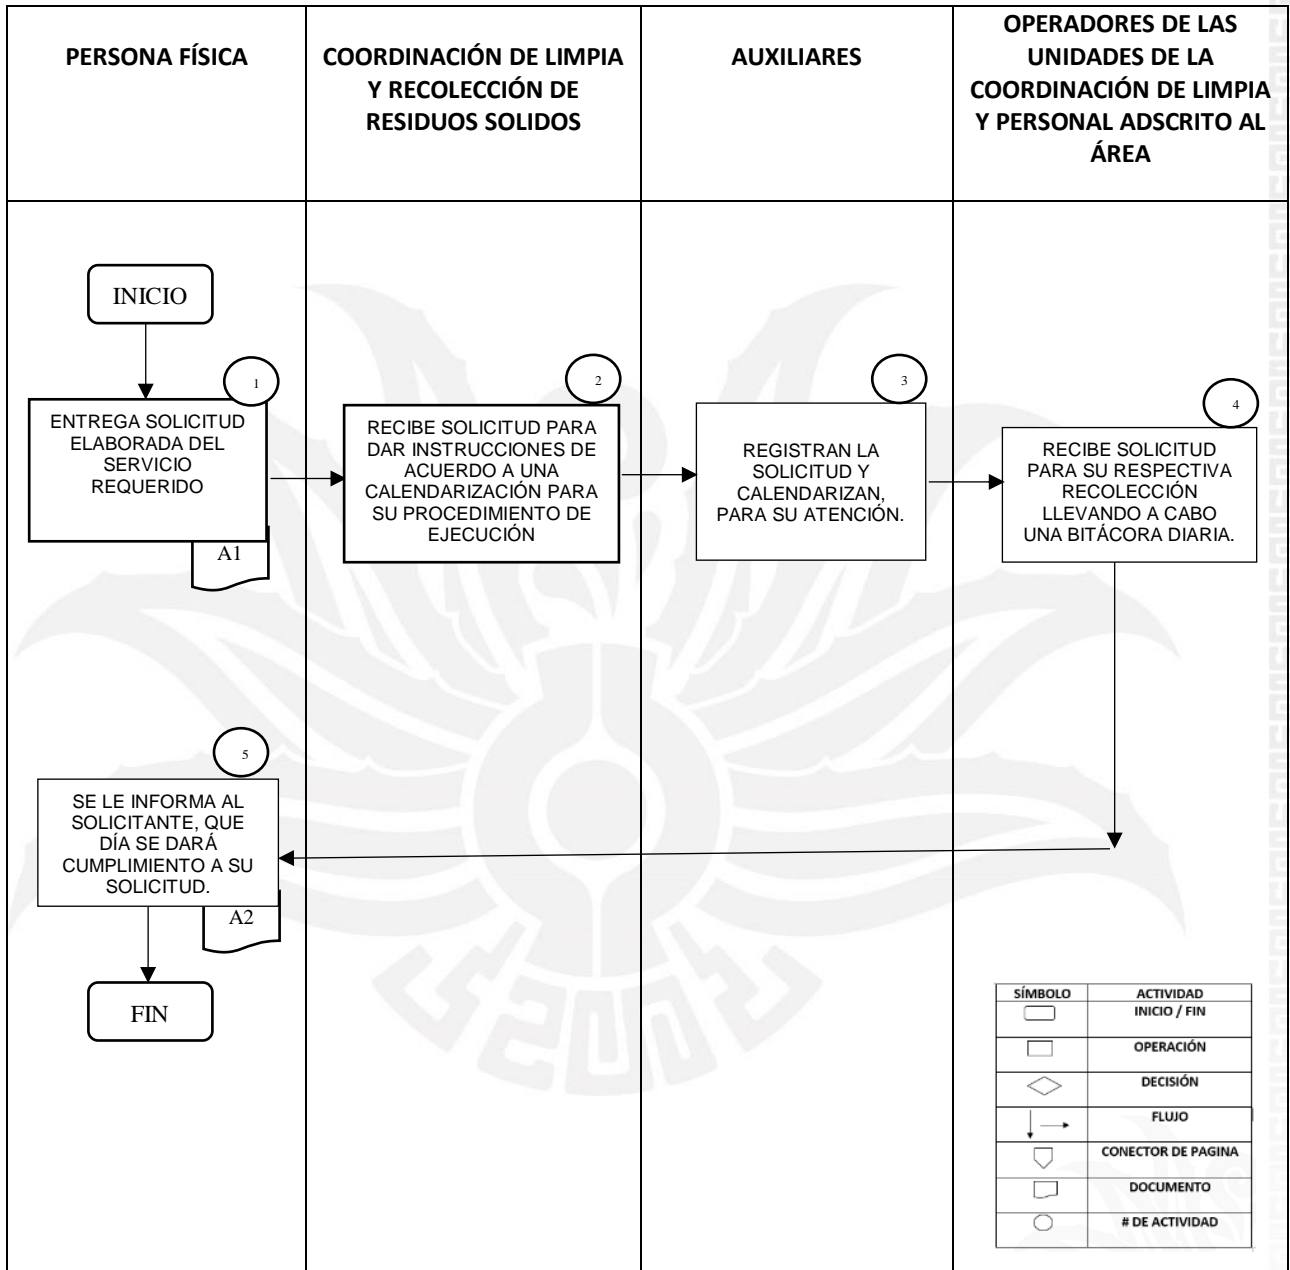 PERSONA FÍSICA
COORDINACIÓN DE LIMPIA
Y RECOLECCIÓN DE
RESIDUOS SOLIDOS
AUXILIARES
OPERADORES DE LAS
UNIDADES DE LA
COORDINACIÓN DE LIMPIA
Y PERSONAL ADSCRITO AL
ÁREA
INICIO
1
ENTREGA SOLICITUD
ELABORADA DEL
SERVICIO
REQUERIDO
A1
2
RECIBE SOLICITUD PARA
DAR INSTRUCCIONES DE
ACUERDO A UNA
CALENDARIZACIÓN PARA
SU PROCEDIMIENTO DE
EJECUCIÓN
3
REGISTRAN LA
SOLICITUD Y
CALENDARIZAN,
PARA SU ATENCIÓN.
4
RECIBE SOLICITUD
PARA SU RESPECTIVA
RECOLECCIÓN
LLEVANDO A CABO
UNA BITÁCORA DIARIA.
5
SE LE INFORMA AL
SOLICITANTE, QUE
DÍA SE DARÁ
CUMPLIMIENTO A SU
SOLICITUD.
A2
FIN
SÍMBOLO ACTIVIDAD
INICIO / FIN
OPERACIÓN
DECISIÓN
FLUJO
CONECTOR DE PAGINA
DOCUMENTO
# DE ACTIVIDAD